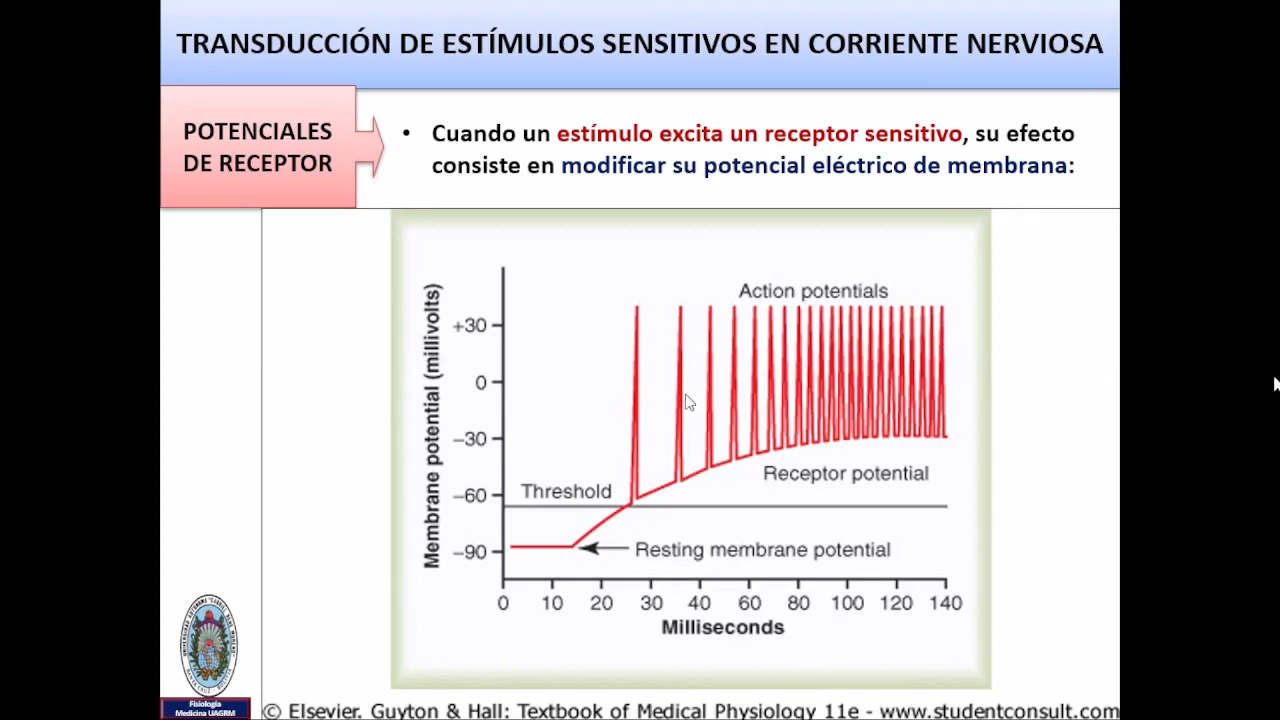 TRANSDUCCIÓN DE ESTÍMULOS SENSITIVOS EN CORRIENTE NERVIOSA
POTENCIALES
DE RECEPTOR
• Cuando un estímulo excita un receptor sensitivo, su efecto
consiste en modificar su potencial eléctrico de membrana:
Membrane potential (millivolts)
Action potentials
+30
0
−30
Receptor potential
Threshold
−60
−90
Resting membrane potential
0 10 20 30 40 60 80 100 120 140
Milliseconds
Fisiología
Medicina UAGRM
© Elsevier. Guyton & Hall: Textbook of Medical Physiology 11e - www.studentconsult.com